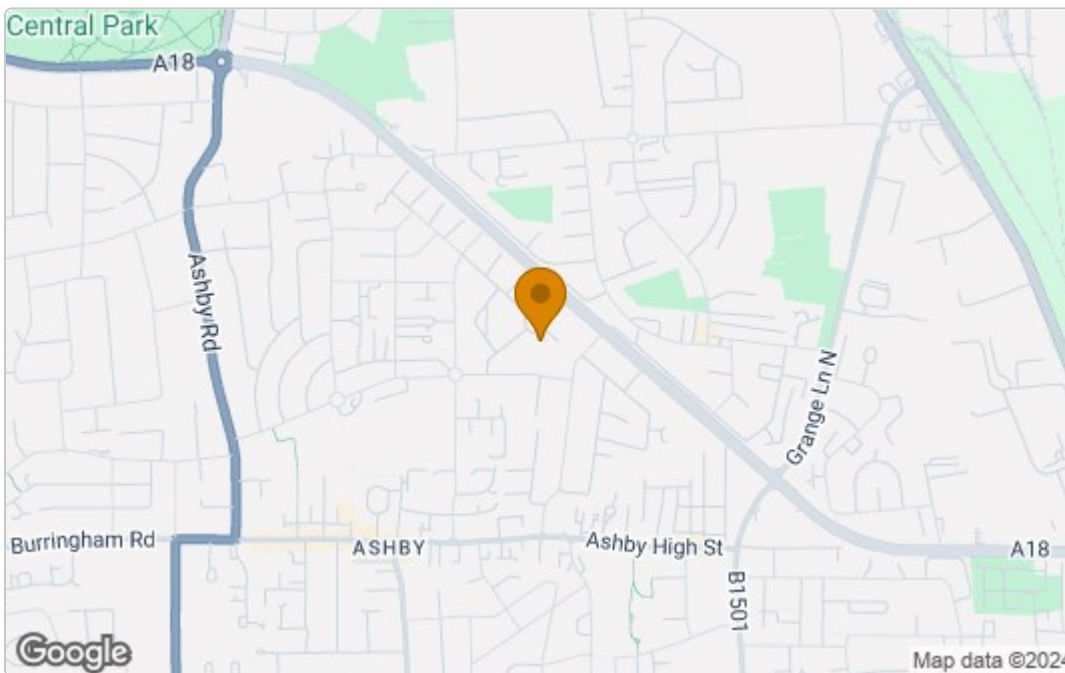 Central Park
A18
Ashby Rd
Grange Ln N
Burringham Rd
ASHBY
Ashby High St
A18
B1501
Google
Map data ©2024